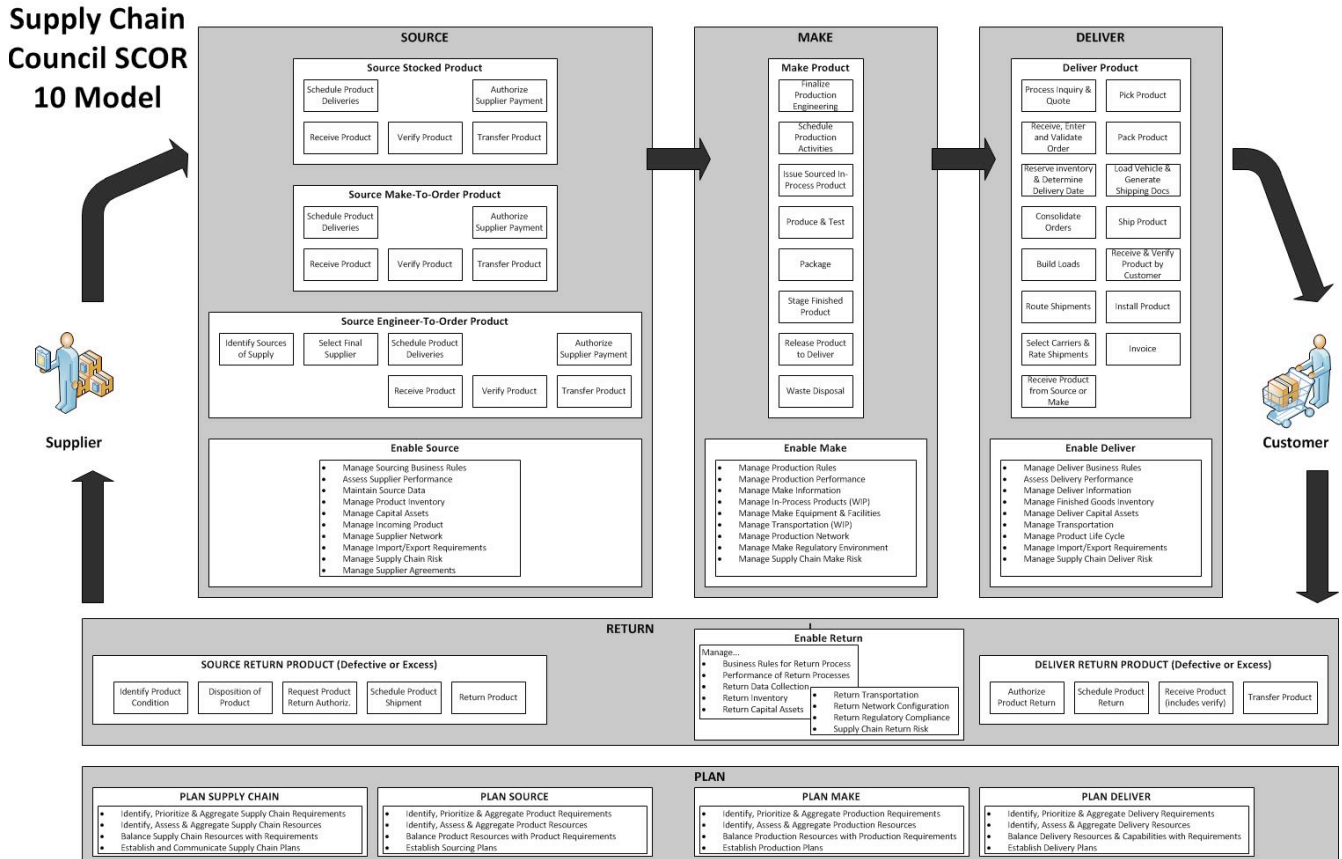 Supply Chain
Council SCOR
10 Model
SOURCE
Source Stocked Product
Schedule Product
Deliveries
Authorize
Supplier Payment
Receive Product
Verify Product
Transfer Product
Source Make-To-Order Product
Schedule Product
Deliveries
Authorize
Supplier Payment
Receive Product
Verify Product
Transfer Product
Source Engineer-To-Order Product
Identify Sources
of Supply
Select Final
Supplier
Schedule Product
Deliveries
Authorize
Supplier Payment
Receive Product
Verify Product
Transfer Product
Enable Source
• Manage Sourcing Business Rules
• Assess Supplier Performance
• Maintain Source Data
• Manage Product Inventory
• Manage Capital Assets
• Manage Incoming Product
• Manage Supplier Network
• Manage Import/Export Requirements
• Manage Supply Chain Risk
• Manage Supplier Agreements
MAKE
Make Product
Finalize
Production
Engineering
Schedule
Production
Activities
Issue Sourced In-
Process Product
Produce & Test
Package
Stage Finished
Product
Release Product
to Deliver
Waste Disposal
Enable Make
• Manage Production Rules
• Manage Production Performance
• Manage Make Information
• Manage In-Process Products (WIP)
• Manage Make Equipment & Facilities
• Manage Transportation (WIP)
• Manage Production Network
• Manage Make Regulatory Environment
• Manage Supply Chain Make Risk
DELIVER
Deliver Product
Process Inquiry &
Quote
Receive, Enter
and Validate
Order
Reserve inventory
& Determine
Delivery Date
Consolidate
Orders
Build Loads
Route Shipments
Select Carriers &
Rate Shipments
Receive Product
from Source or
Make
Pick Product
Pack Product
Load Vehicle &
Generate
Shipping Docs
Ship Product
Receive & Verify
Product by
Customer
Install Product
Invoice
Enable Deliver
• Manage Deliver Business Rules
• Assess Delivery Performance
• Manage Deliver Information
• Manage Finished Goods Inventory
• Manage Deliver Capital Assets
• Manage Transportation
• Manage Product Life Cycle
• Manage Import/Export Requirements
• Manage Supply Chain Deliver Risk
Supplier
Customer
RETURN
SOURCE RETURN PRODUCT (Defective or Excess)
Identify Product
Condition
Disposition of
Product
Request Product
Return Authoriz.
Schedule Product
Shipment
Return Product
Enable Return
Manage...
• Business Rules for Return Process
• Performance of Return Processes
• Return Data Collection
• Return Inventory
• Return Capital Assets
• Return Transportation
• Return Network Configuration
• Return Regulatory Compliance
• Supply Chain Return Risk
DELIVER RETURN PRODUCT (Defective or Excess)
Authorize
Product Return
Schedule Product
Return
Receive Product
(includes verify)
Transfer Product
PLAN
PLAN SUPPLY CHAIN
• Identify, Prioritize & Aggregate Supply Chain Requirements
• Identify, Assess & Aggregate Supply Chain Resources
• Balance Supply Chain Resources with Requirements
• Establish and Communicate Supply Chain Plans
PLAN SOURCE
• Identify, Prioritize & Aggregate Product Requirements
• Identify, Assess & Aggregate Product Resources
• Balance Product Resources with Product Requirements
• Establish Sourcing Plans
PLAN MAKE
• Identify, Prioritize & Aggregate Production Requirements
• Identify, Assess & Aggregate Production Resources
• Balance Production Resources with Production Requirements
• Establish Production Plans
PLAN DELIVER
• Identify, Prioritize & Aggregate Delivery Requirements
• Identify, Assess & Aggregate Delivery Resources
• Balance Delivery Resources & Capabilities with Requirements
• Establish Delivery Plans